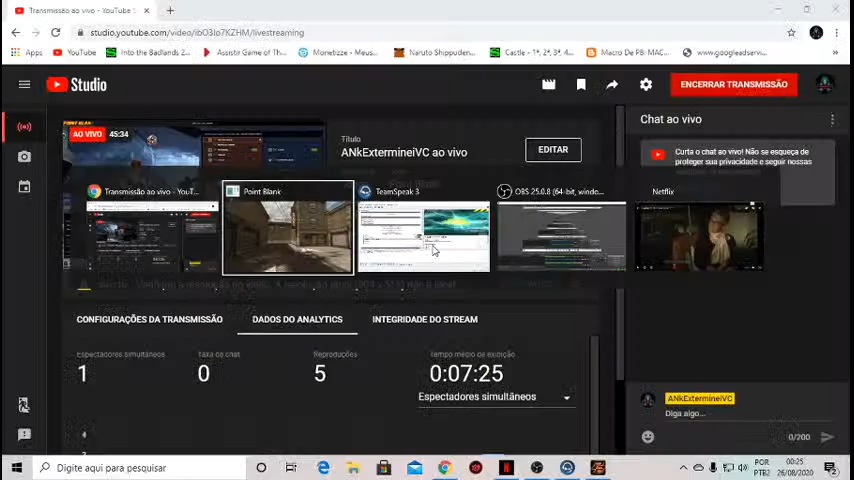 Transmissão ao vivo - YouTube S
studio.youtube.com/video/ibO3Io7KZHM/livestreaming
Apps YouTube Into the Badlands 2... Assistir Game of Th... Monetizze - Meus... Naruto Shippuden... Castle - 1ª, 2ª, 3ª, 4... Macro De PB: MAC... www.googleadservi...
Studio
ENCERRAR TRANSMISSÃO
AO VIVO 45:34
Título
ANkExtermineiVC ao vivo
EDITAR
Chat ao vivo
Curta o chat ao vivo! Não se esqueça de
proteger sua privacidade e seguir nossas
Transmissão ao vivo - YouT...
Point Blank
TeamSpeak 3
OBS 25.0.8 (64-bit, windo...
Netflix
CONFIGURAÇÕES DA TRANSMISSÃO DADOS DO ANALYTICS INTEGRIDADE DO STREAM
Espectadores simultâneos Taxa de chat Reproduções Tempo médio de exibição
1 0 5 0:07:25
Espectadores simultâneos
4
ANkExtermineiVC
Diga algo...
0/200
Digite aqui para pesquisar
POR
PTB2
00:25
26/08/2020
2